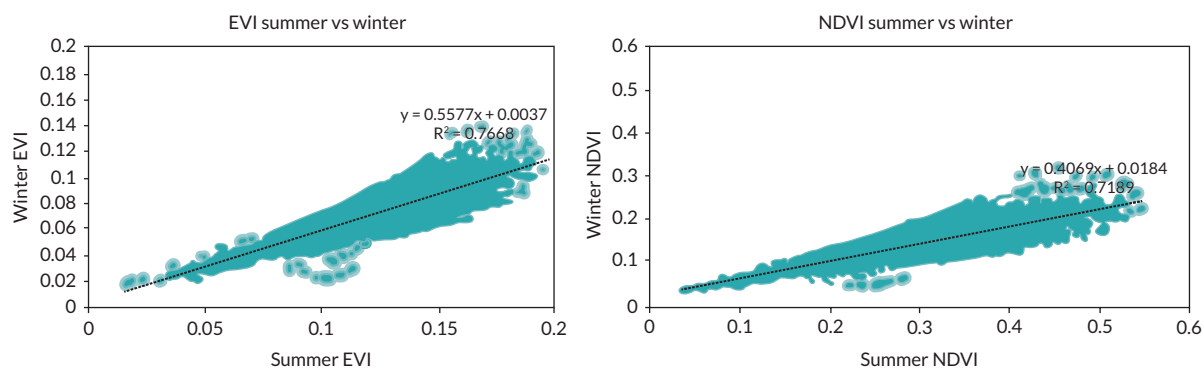 EVI summer vs winter
0.2
0.18
0.16
0.14
0.12
0.1
0.08
0.06
0.04
0.02
0
Winter EVI
y = 0.5577x + 0.0037
R² = 0.7668
0 0.05 0.1 0.15 0.2
Summer EVI
NDVI summer vs winter
0.6
0.5
0.4
0.3
0.2
0.1
0
Winter NDVI
y = 0.4069x + 0.0184
R² = 0.7189
0 0.1 0.2 0.3 0.4 0.5 0.6
Summer NDVI